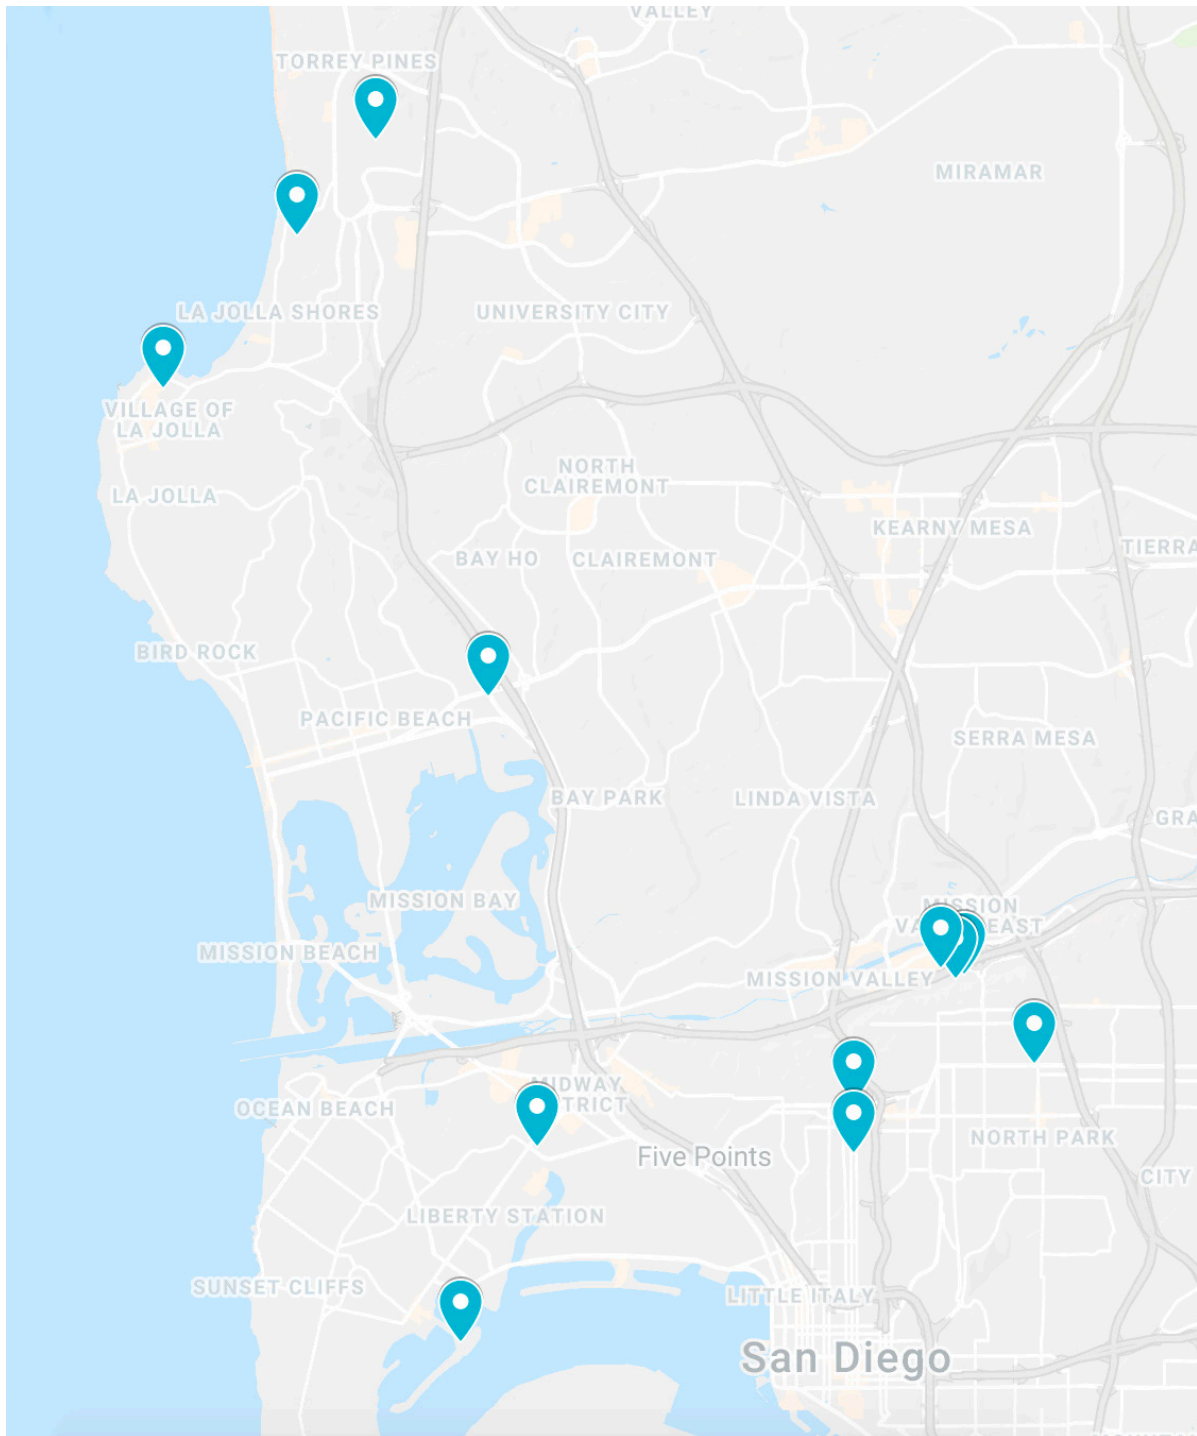 VALLEY
TORREY PINES
MIRAMAR
LA JOLLA SHORES
UNIVERSITY CITY
VILLAGE OF
LA JOLLA
LA JOLLA
NORTH
CLAIREMONT
KEARNY MESA
TIERRA
BAY HO
CLAIREMONT
BIRD ROCK
PACIFIC BEACH
SERRA MESA
BAY PARK
LINDA VISTA
GRA
MISSION BAY
MISSION
VA EAST
MISSION BEACH
MISSION VALLEY
MIDWAY
TRICT
OCEAN BEACH
NORTH PARK
Five Points
CITY
LIBERTY STATION
SUNSET CLIFFS
LITTLE ITALY
San Diego